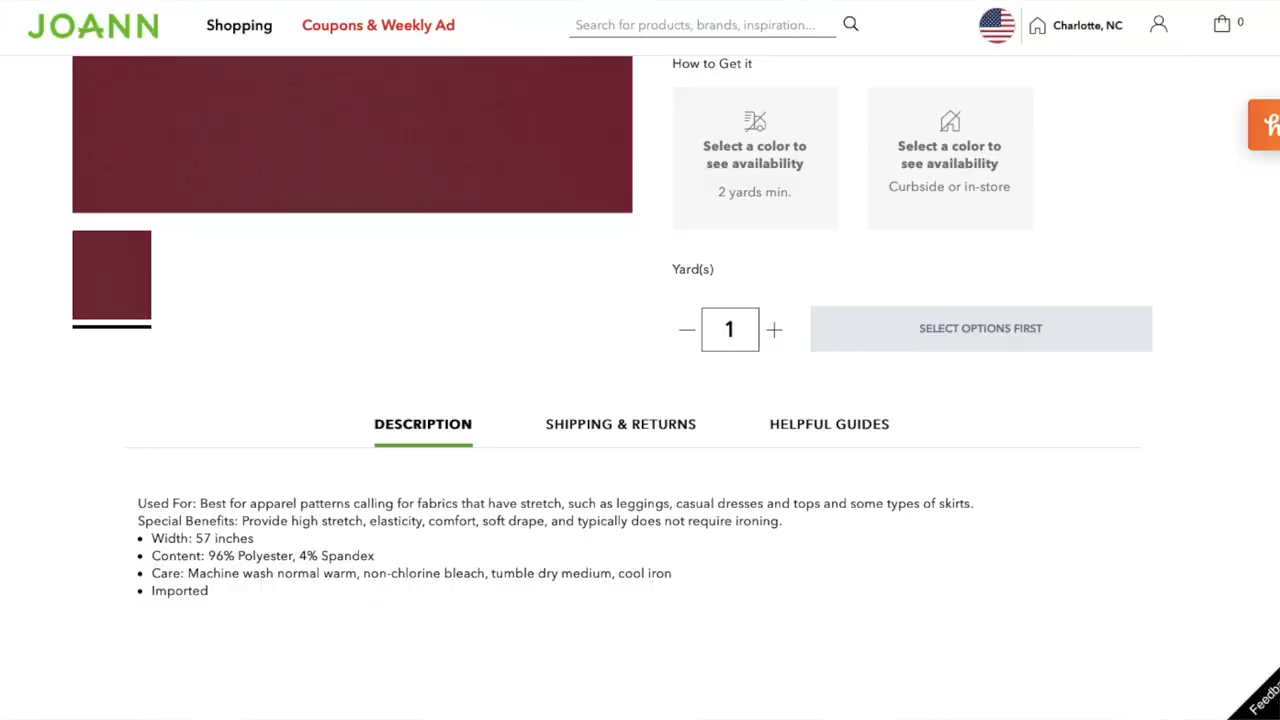 JOANN
Shopping
Coupons & Weekly Ad
Search for products, brands, inspiration...
Charlotte, NC
0
How to Get it
Select a color to
see availability
2 yards min.
Select a color to
see availability
Curbside or in-store
Yard(s)
1
SELECT OPTIONS FIRST
DESCRIPTION
SHIPPING & RETURNS
HELPFUL GUIDES
Used For: Best for apparel patterns calling for fabrics that have stretch, such as leggings, casual dresses and tops and some types of skirts.
Special Benefits: Provide high stretch, elasticity, comfort, soft drape, and typically does not require ironing.
• Width: 57 inches
• Content: 96% Polyester, 4% Spandex
• Care: Machine wash normal warm, non-chlorine bleach, tumble dry medium, cool iron
• Imported